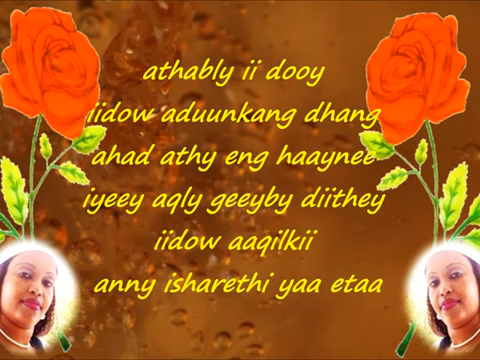 athably ii dooy
iidow aduunkang dhang
ahad athy eng haaynee
iyeey aqly geeyby diithey
iidow aaqilkii
anny isharethi yaa etaa